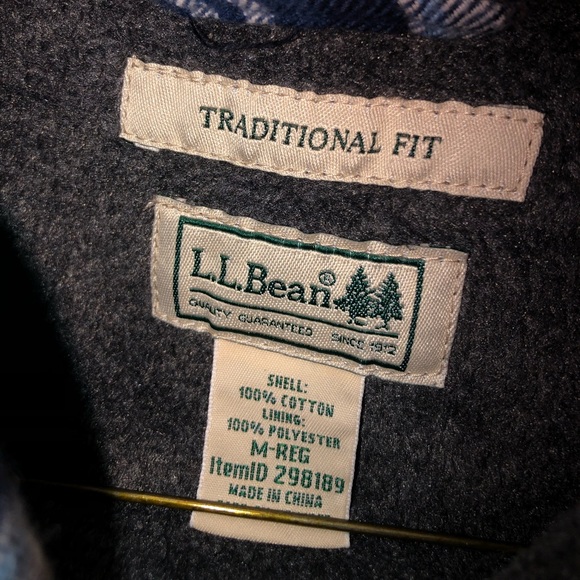 TRADITIONAL FIT
L.L.Bean®
QUALITY GUARANTEED SINCE 1912
SHELL:
100% COTTON
LINING:
100% POLYESTER
M-REG
ItemID 298189
MADE IN CHINA